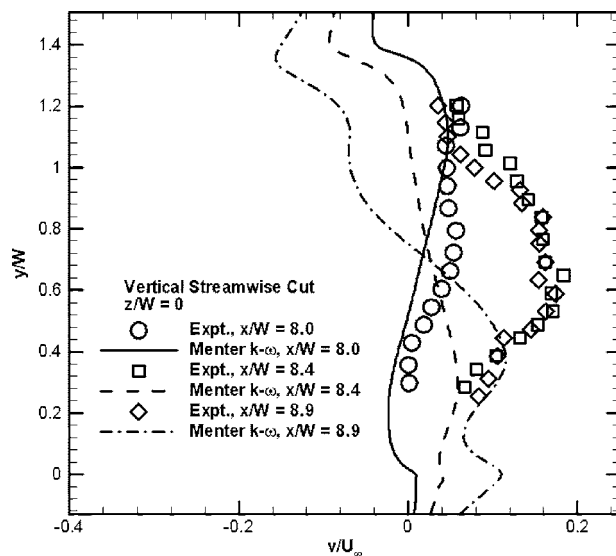 1.4
1.2
1
0.8
0.6
0.4
0.2
0
y/W
Vertical Streamwise Cut
z/W = 0
Expt., x/W = 8.0
Menter k-ω, x/W = 8.0
Expt., x/W = 8.4
Menter k-ω, x/W = 8.4
Expt., x/W = 8.9
Menter k-ω, x/W = 8.9
-0.4 -0.2 0 0.2
v/U∞